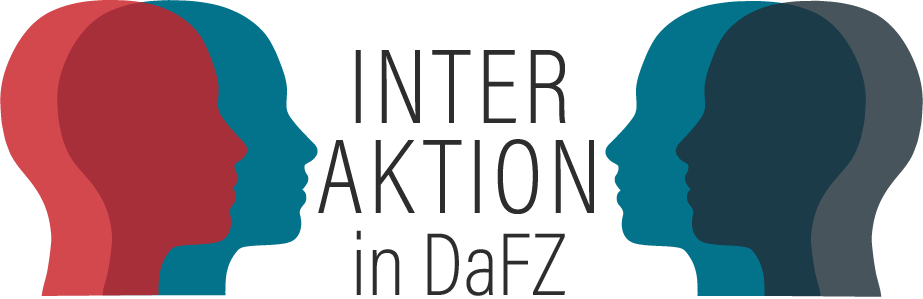 INTER
AKTION
in DaFZ